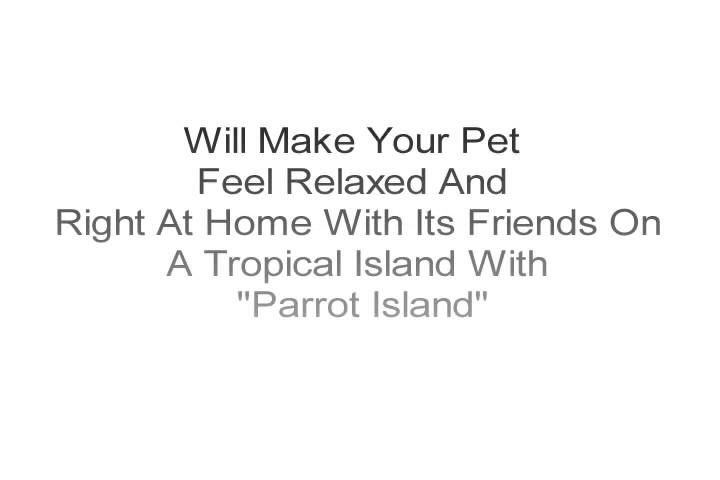 Will Make Your Pet
Feel Relaxed And
Right At Home With Its Friends On
A Tropical Island With
"Parrot Island"